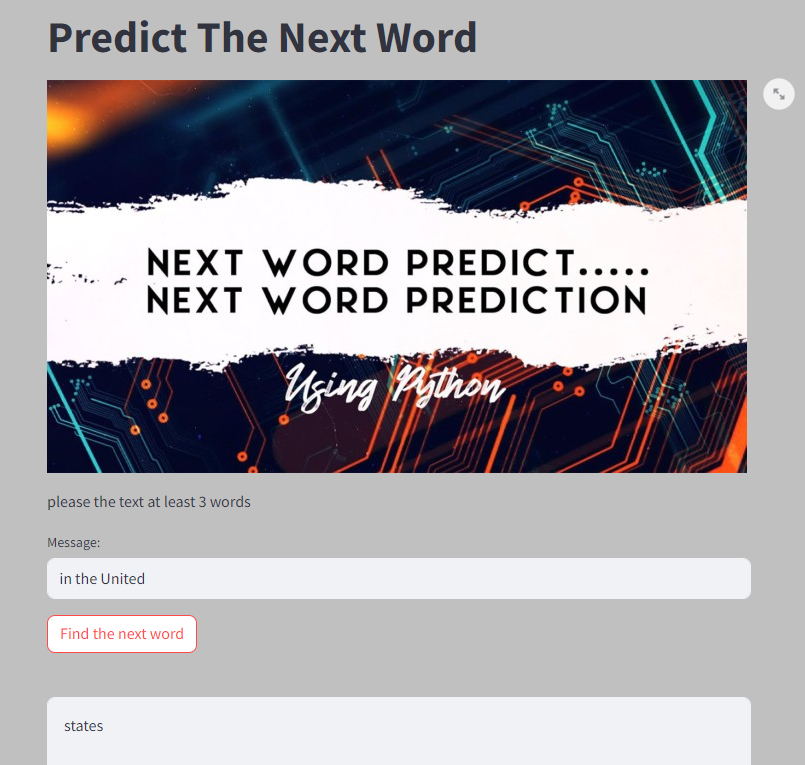 Predict The Next Word
NEXT WORD PREDICT.....
NEXT WORD PREDICTION
Using Python
please the text at least 3 words
Message:
in the United
Find the next word
states